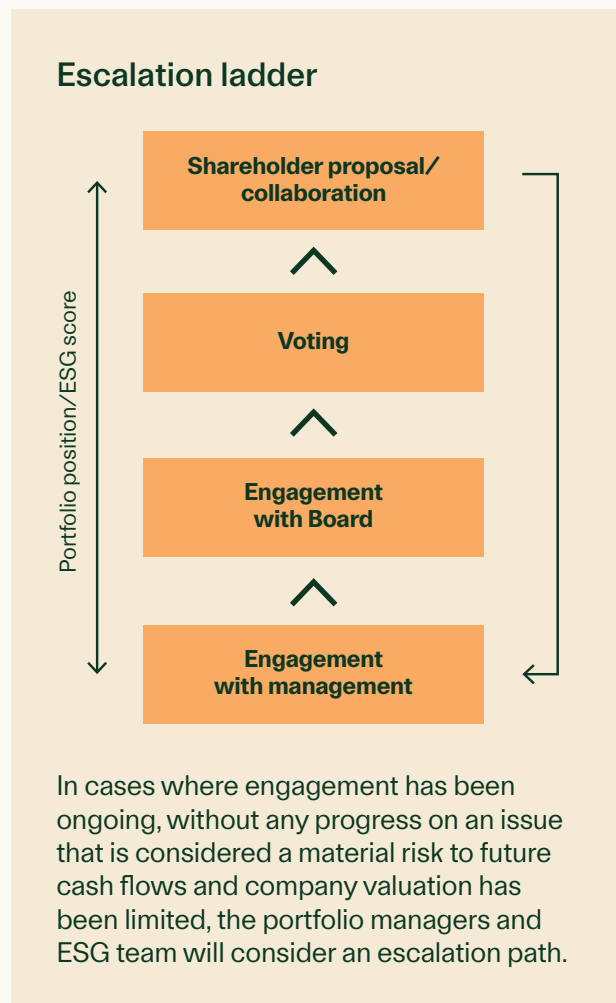 Escalation ladder
Shareholder proposal/
collaboration
Voting
Portfolio position/ESG score
Engagement
with Board
Engagement
with management
In cases where engagement has been
ongoing, without any progress on an issue
that is considered a material risk to future
cash flows and company valuation has
been limited, the portfolio managers and
ESG team will consider an escalation path.